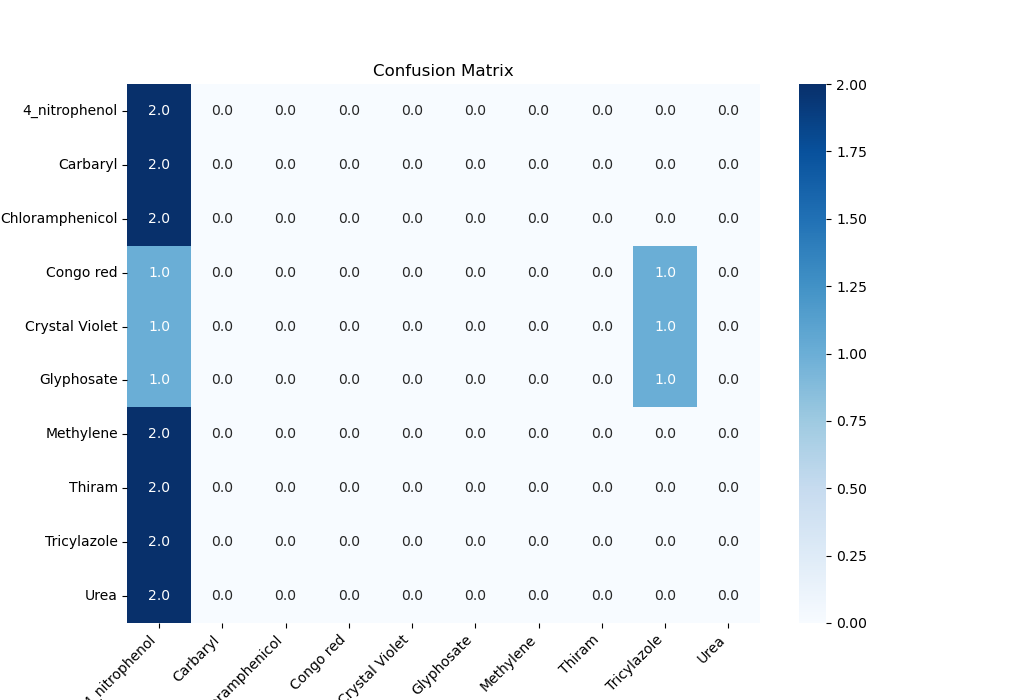 Confusion Matrix
4_nitrophenol 2.0 0.0 0.0 0.0 0.0 0.0 0.0 0.0 0.0 0.0
Carbaryl 2.0 0.0 0.0 0.0 0.0 0.0 0.0 0.0 0.0 0.0
Chloramphenicol 2.0 0.0 0.0 0.0 0.0 0.0 0.0 0.0 0.0 0.0
Congo red 1.0 0.0 0.0 0.0 0.0 0.0 0.0 0.0 1.0 0.0
Crystal Violet 1.0 0.0 0.0 0.0 0.0 0.0 0.0 0.0 1.0 0.0
Glyphosate 1.0 0.0 0.0 0.0 0.0 0.0 0.0 0.0 1.0 0.0
Methylene 2.0 0.0 0.0 0.0 0.0 0.0 0.0 0.0 0.0 0.0
Thiram 2.0 0.0 0.0 0.0 0.0 0.0 0.0 0.0 0.0 0.0
Tricylazole 2.0 0.0 0.0 0.0 0.0 0.0 0.0 0.0 0.0 0.0
Urea 2.0 0.0 0.0 0.0 0.0 0.0 0.0 0.0 0.0 0.0
4_nitrophenol
Carbaryl
ramphenicol
Congo red
Crystal Violet
Glyphosate
Methylene
Thiram
Tricylazole
Urea
2.00
1.75
1.50
1.25
1.00
0.75
0.50
0.25
0.00